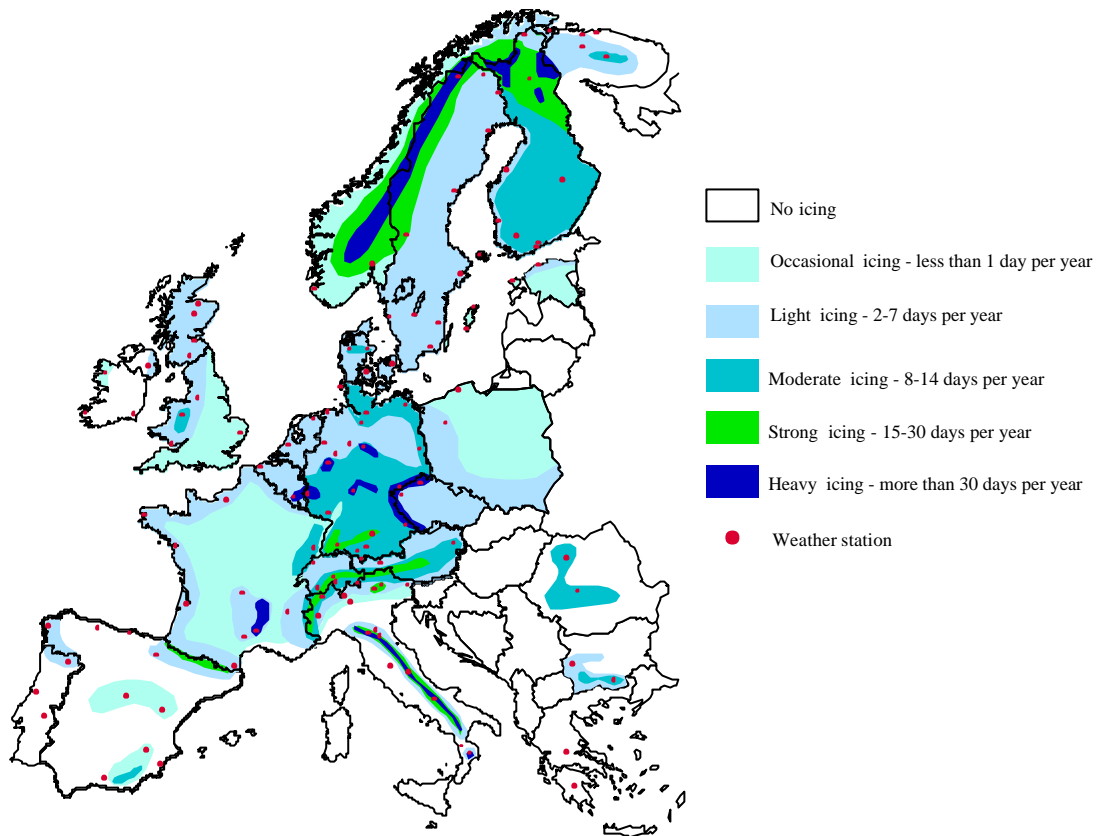 No icing
Occasional icing - less than 1 day per year
Light icing - 2-7 days per year
Moderate icing - 8-14 days per year
Strong icing - 15-30 days per year
Heavy icing - more than 30 days per year
Weather station